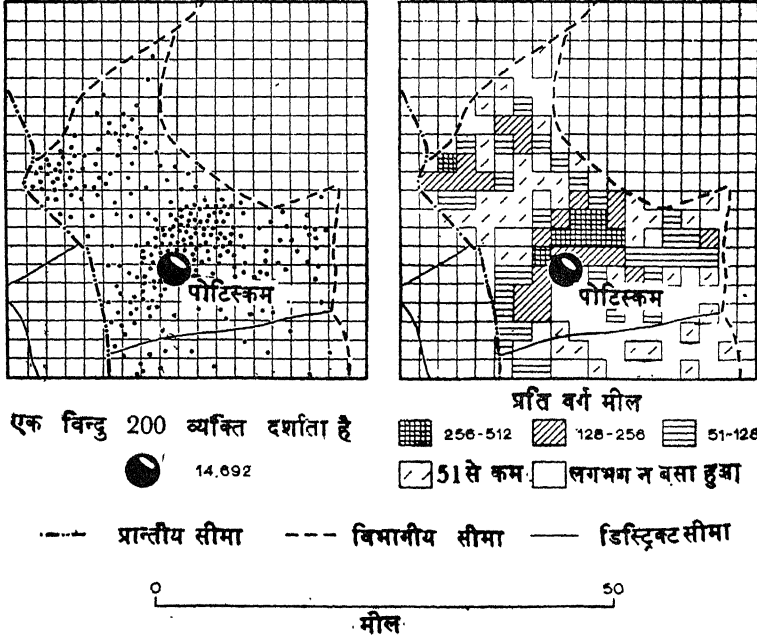 पोटिस्कम
पोटिस्कम
एक विन्दु 200 व्यक्ति दर्शाता है
14,692
प्रति वर्ग मील
256-512 128-256 51-128
51 से कम लगभग न बसा हुआ
प्रान्तीय सीमा विभागीय सीमा डिस्ट्रिक्ट सीमा
0 50
मील